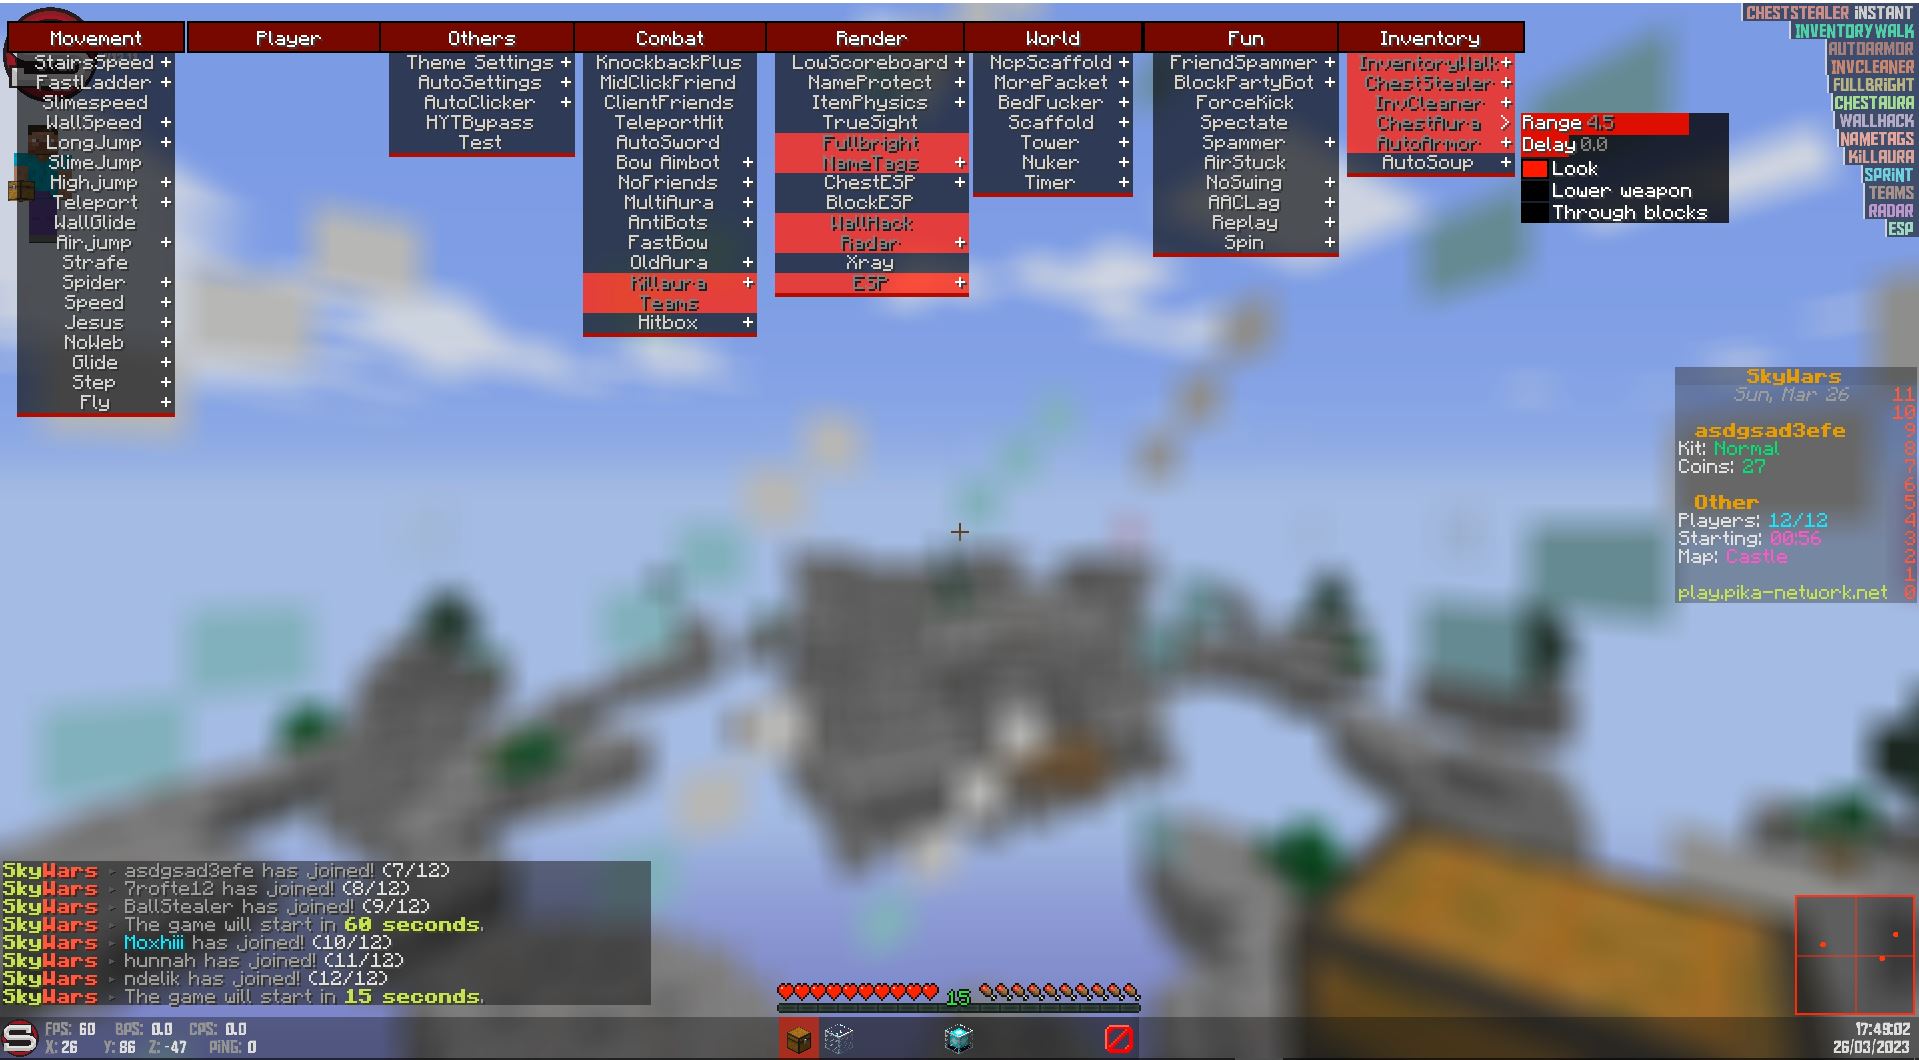 Movement
StairsSpeed +
FastLadder +
Slimespeed
WallSpeed +
LongJump +
SlimeJump
Highjump +
Teleport +
WallGlide
Airjump +
Strafe
Spider +
Speed +
Jesus +
NoWeb +
Glide +
Step +
Fly +
Player
Others
Theme Settings +
AutoSettings +
AutoClicker +
HYTBypass
Test
Combat
KnockbackPlus
MidClickFriend
ClientFriends
TeleportHit
AutoSword
Bow Aimbot +
NoFriends +
MultiAura +
AntiBots +
FastBow
OldAura +
Killaura +
Teams
Hitbox +
Render
LowScoreboard +
NameProtect +
ItemPhysics +
TrueSight
Fullbright
NameTags +
ChestESP +
BlockESP
WallHack
Radar +
Xray
ESP +
World
NcpScaffold +
MorePacket +
BedFucker +
Scaffold +
Tower +
Nuker +
Timer +
Fun
FriendSpammer +
BlockPartyBot +
ForceKick
Spectate
Spammer +
AirStuck
NoSwing +
AACLag +
Replay +
Spin +
Inventory
InventoryWalk +
ChestStealer +
InvCleaner +
ChestAura >
AutoArmor +
AutoSoup +
Range 4.5
Delay 0.0
Look
Lower weapon
Through blocks
CHESTSTEALER INSTANT
INVENTORYWALK
AUTOARMOR
INVCLEANER
FULLBRIGHT
CHESTAURA
WALLHACK
NAMETAGS
KILLAURA
SPRINT
TEAMS
RADAR
ESP
SkyWars
Sun, Mar 26 11
10
asdgsad3efe 9
Kit: Normal 8
Coins: 27 7
6
Other 5
Players: 12/12 4
Starting: 00:56 3
Map: Castle 2
1
play.pika-network.net 0
SkyWars ▸ asdgsad3efe has joined! (7/12)
SkyWars ▸ 7rofte12 has joined! (8/12)
SkyWars ▸ BallStealer has joined! (9/12)
SkyWars ▸ The game will start in 60 seconds.
SkyWars ▸ Moxhiii has joined! (10/12)
SkyWars ▸ hunnah has joined! (11/12)
SkyWars ▸ ndelik has joined! (12/12)
SkyWars ▸ The game will start in 15 seconds.
15
S
FPS: 60 BPS: 0.0 CPS: 0.0
X: 26 Y: 86 Z: -47 PING: 0
17:49:02
26/03/2023